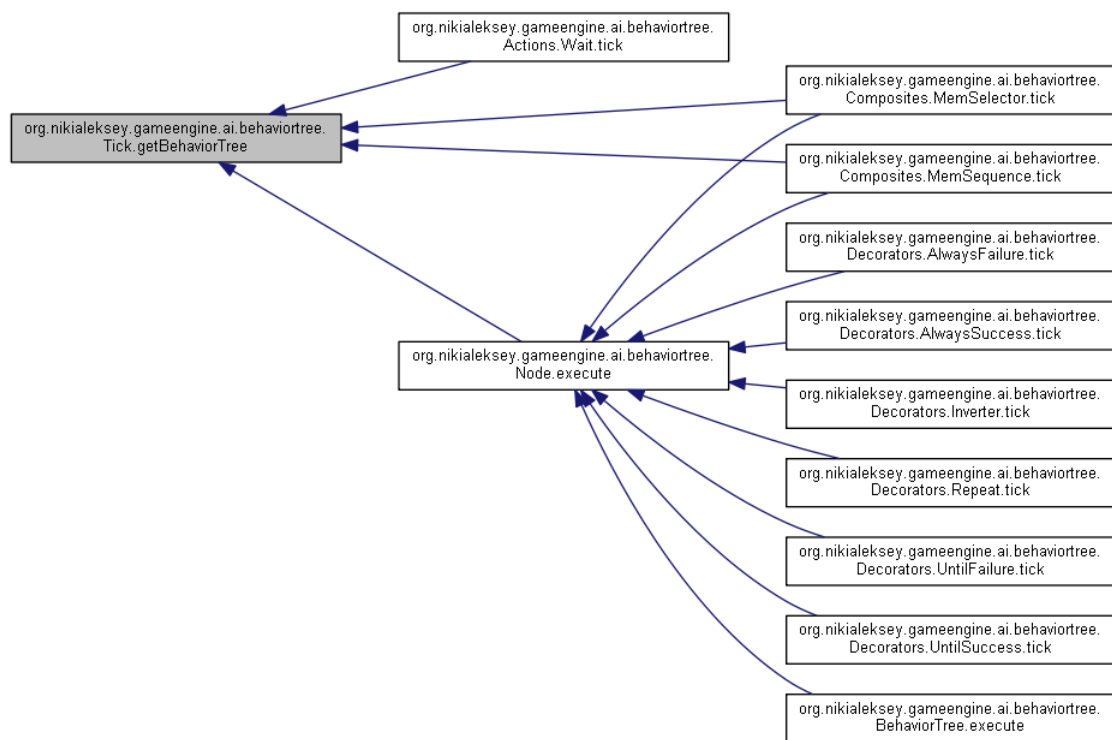 org.nikialeksey.gameengine.ai.behaviortree.
Actions.Wait.tick
org.nikialeksey.gameengine.ai.behaviortree.
Tick.getBehaviorTree
org.nikialeksey.gameengine.ai.behaviortree.
Node.execute
org.nikialeksey.gameengine.ai.behaviortree.
Composites.MemSelector.tick
org.nikialeksey.gameengine.ai.behaviortree.
Composites.MemSequence.tick
org.nikialeksey.gameengine.ai.behaviortree.
Decorators.AlwaysFailure.tick
org.nikialeksey.gameengine.ai.behaviortree.
Decorators.AlwaysSuccess.tick
org.nikialeksey.gameengine.ai.behaviortree.
Decorators.Inverter.tick
org.nikialeksey.gameengine.ai.behaviortree.
Decorators.Repeat.tick
org.nikialeksey.gameengine.ai.behaviortree.
Decorators.UntilFailure.tick
org.nikialeksey.gameengine.ai.behaviortree.
Decorators.UntilSuccess.tick
org.nikialeksey.gameengine.ai.behaviortree.
BehaviorTree.execute